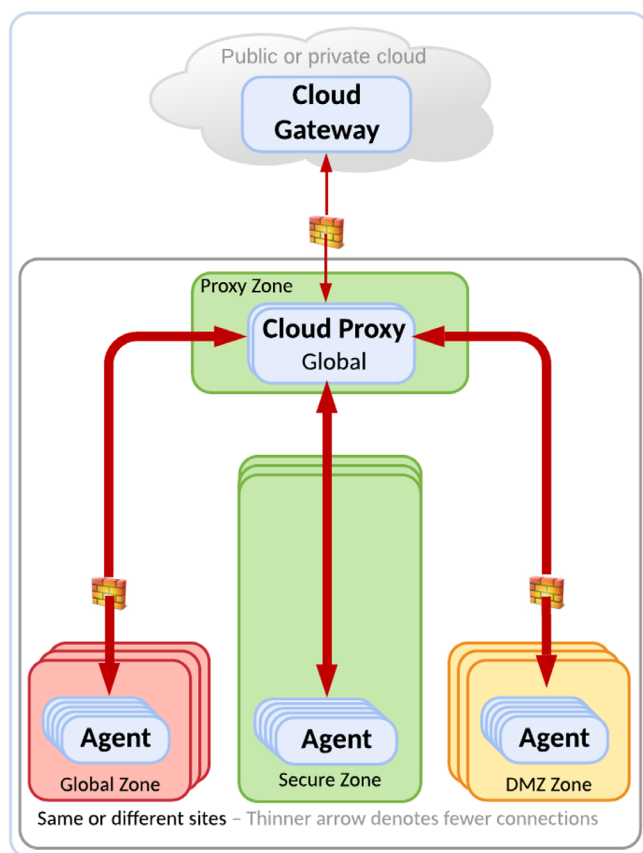 Public or private cloud
Cloud
Gateway
Proxy Zone
Cloud Proxy
Global
Agent
Global Zone
Agent
Secure Zone
Agent
DMZ Zone
Same or different sites – Thinner arrow denotes fewer connections